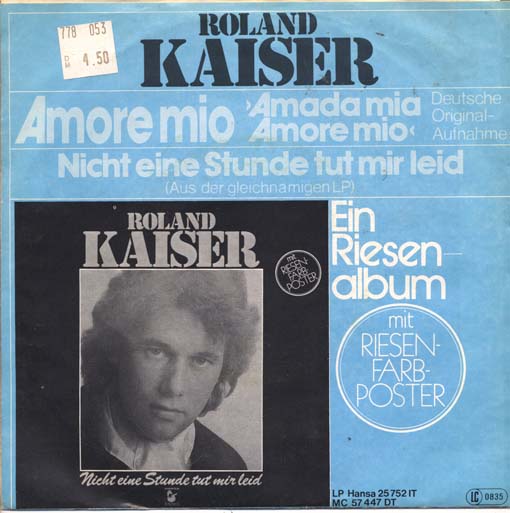 778 053
B 4.50
ROLAND
KAISER
Amore mio
›Amada mia
Amore mio‹
Deutsche
Original-
Aufnahme
Nicht eine Stunde tut mir leid
(Aus der gleichnamigen LP)
ROLAND
KAISER
mit
RIESEN-
FARB-
POSTER
Nicht eine Stunde tut mir leid
Ein
Riesen-
album
mit
RIESEN-
FARB-
POSTER
LP Hansa 25 752 IT
MC 57 447 DT
LC 0835